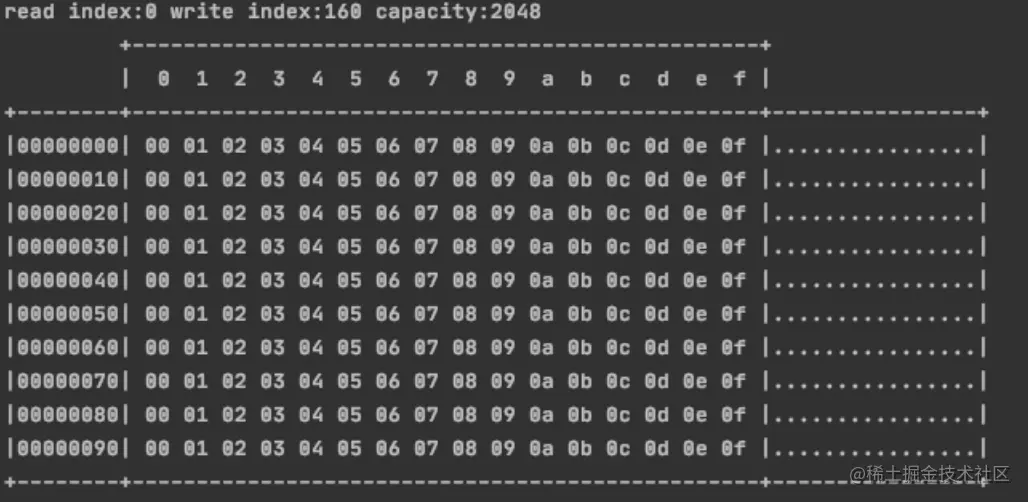 read index:0 write index:160 capacity:2048
         +-------------------------------------------------+
         |  0  1  2  3  4  5  6  7  8  9  a  b  c  d  e  f |
+--------+-------------------------------------------------+----------------+
|00000000| 00 01 02 03 04 05 06 07 08 09 0a 0b 0c 0d 0e 0f |................|
|00000010| 00 01 02 03 04 05 06 07 08 09 0a 0b 0c 0d 0e 0f |................|
|00000020| 00 01 02 03 04 05 06 07 08 09 0a 0b 0c 0d 0e 0f |................|
|00000030| 00 01 02 03 04 05 06 07 08 09 0a 0b 0c 0d 0e 0f |................|
|00000040| 00 01 02 03 04 05 06 07 08 09 0a 0b 0c 0d 0e 0f |................|
|00000050| 00 01 02 03 04 05 06 07 08 09 0a 0b 0c 0d 0e 0f |................|
|00000060| 00 01 02 03 04 05 06 07 08 09 0a 0b 0c 0d 0e 0f |................|
|00000070| 00 01 02 03 04 05 06 07 08 09 0a 0b 0c 0d 0e 0f |................|
|00000080| 00 01 02 03 04 05 06 07 08 09 0a 0b 0c 0d 0e 0f |................|
|00000090| 00 01 02 03 04 05 06 07 08 09 0a 0b 0c 0d 0e 0f |................|
+--------+-------------------------------------------------+----------------+
@稀土掘金技术社区